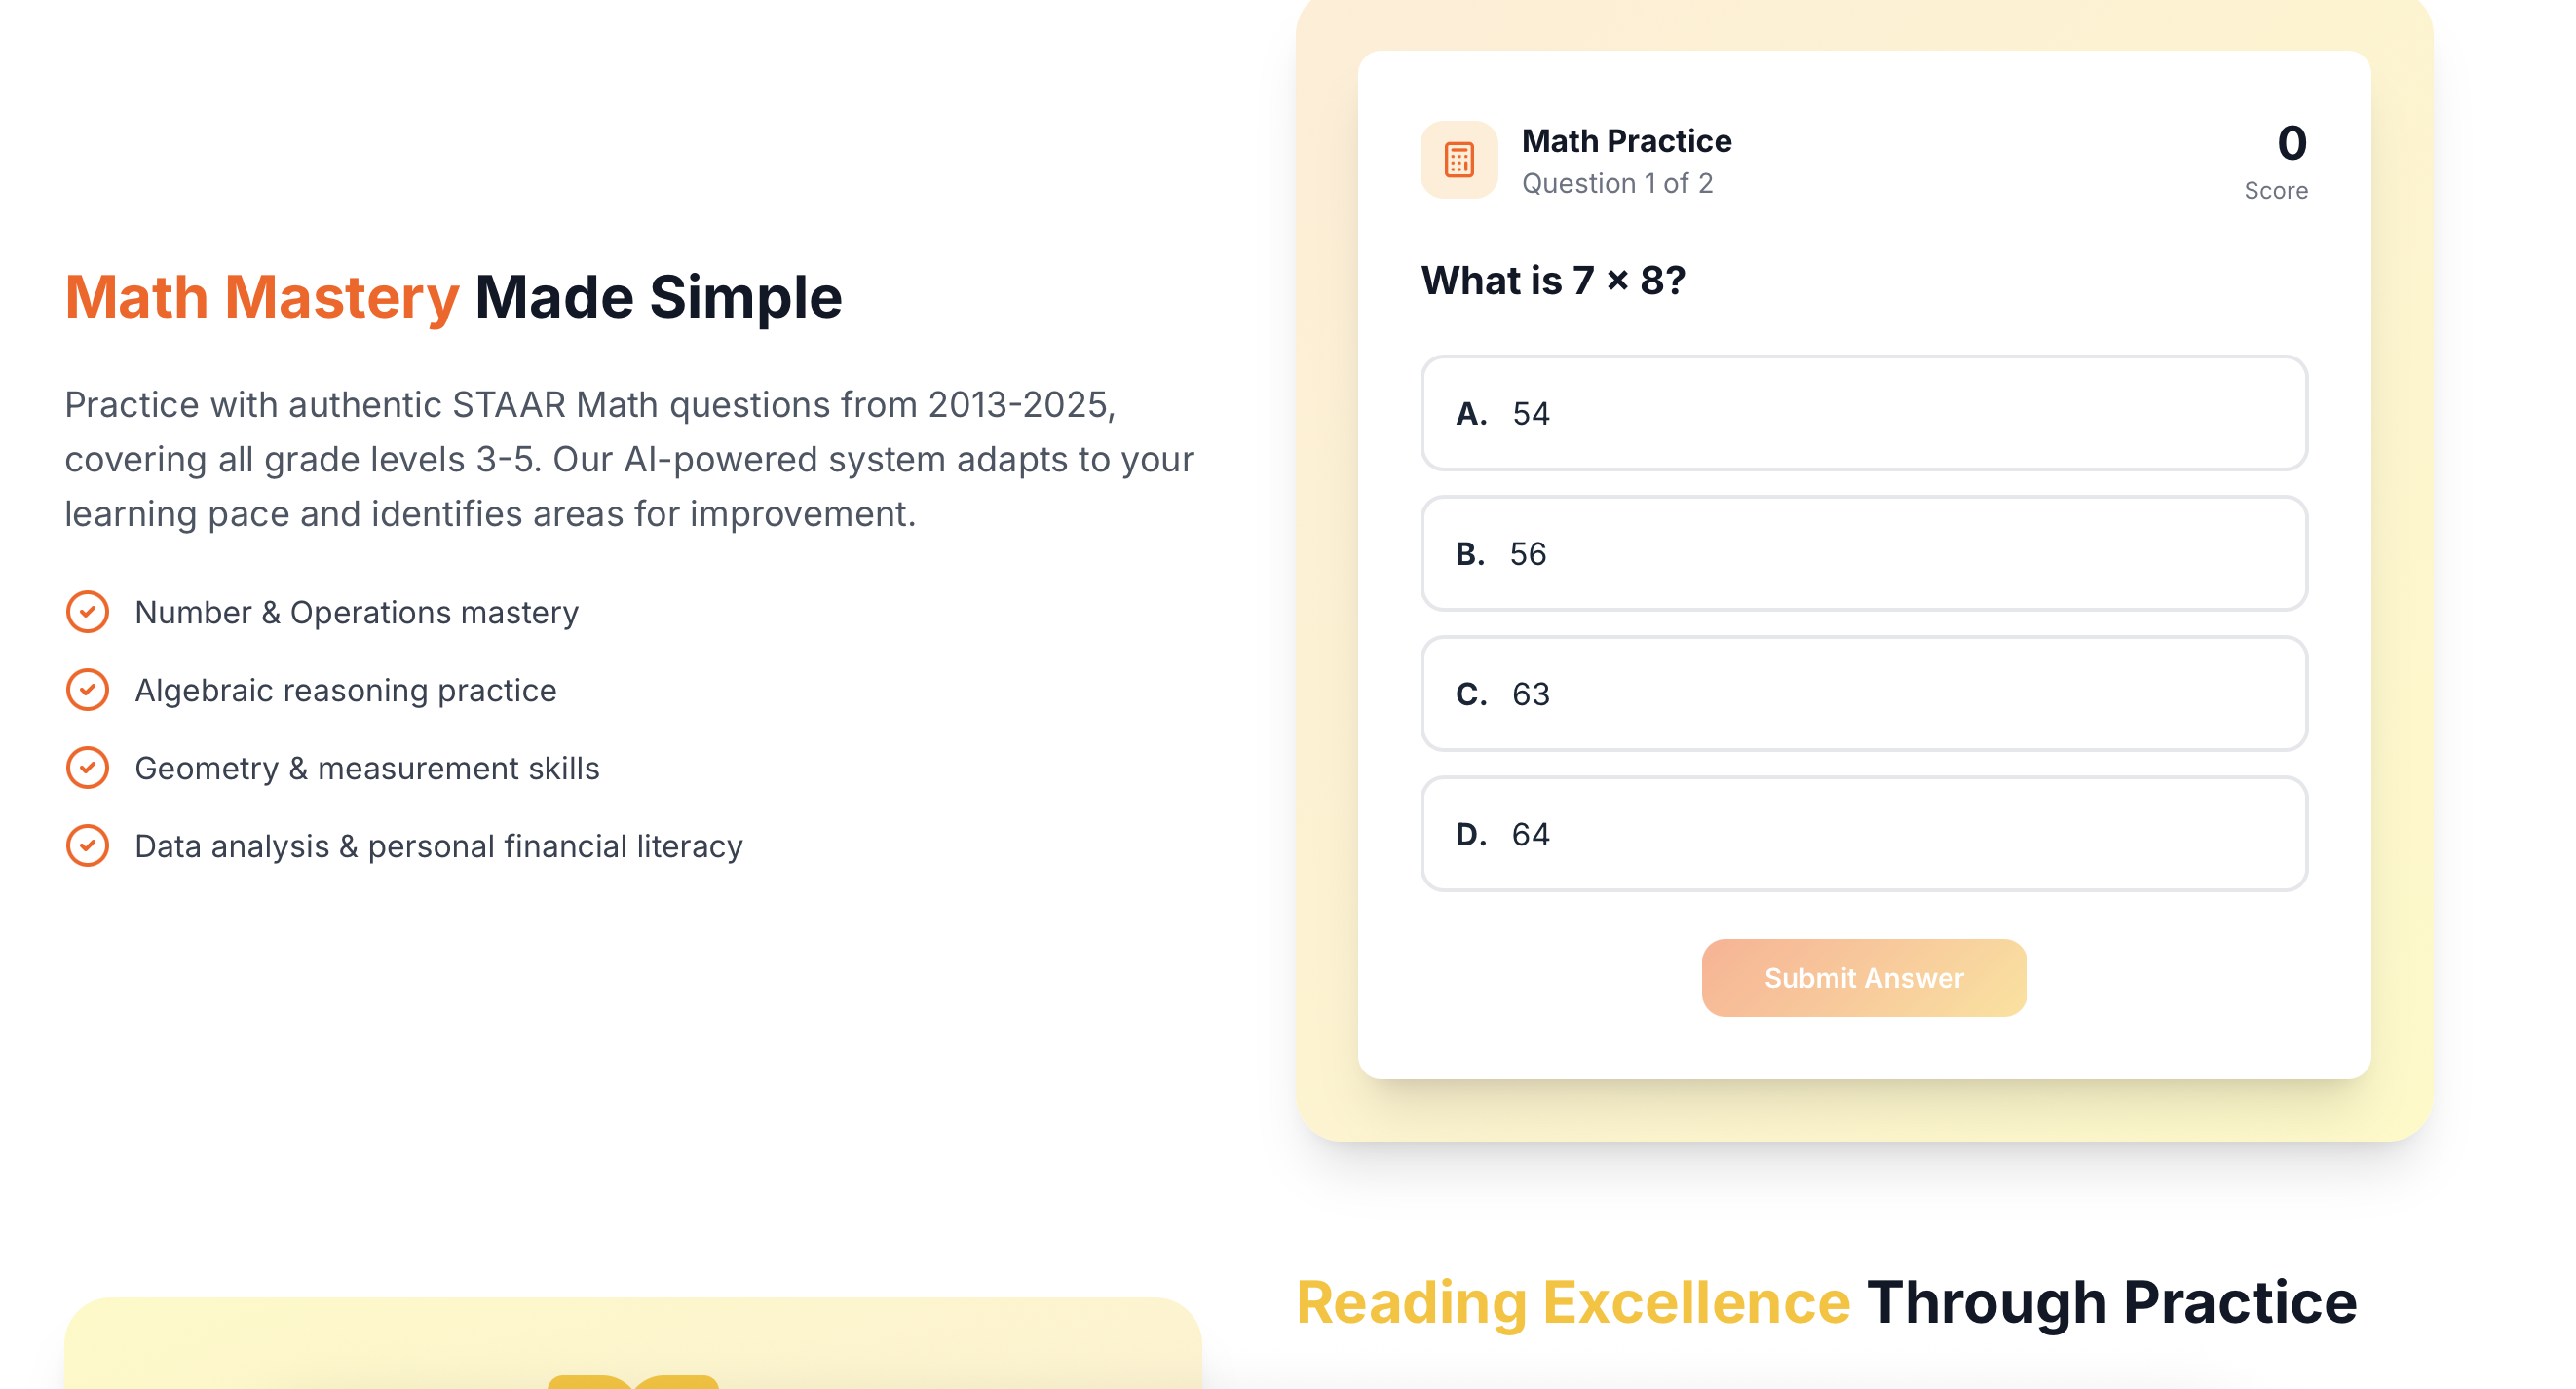 Math Mastery Made Simple
Practice with authentic STAAR Math questions from 2013-2025,
covering all grade levels 3-5. Our AI-powered system adapts to your
learning pace and identifies areas for improvement.
Number & Operations mastery
Algebraic reasoning practice
Geometry & measurement skills
Data analysis & personal financial literacy
Math Practice
Question 1 of 2
0
Score
What is 7 × 8?
A. 54
B. 56
C. 63
D. 64
Submit Answer
Reading Excellence Through Practice